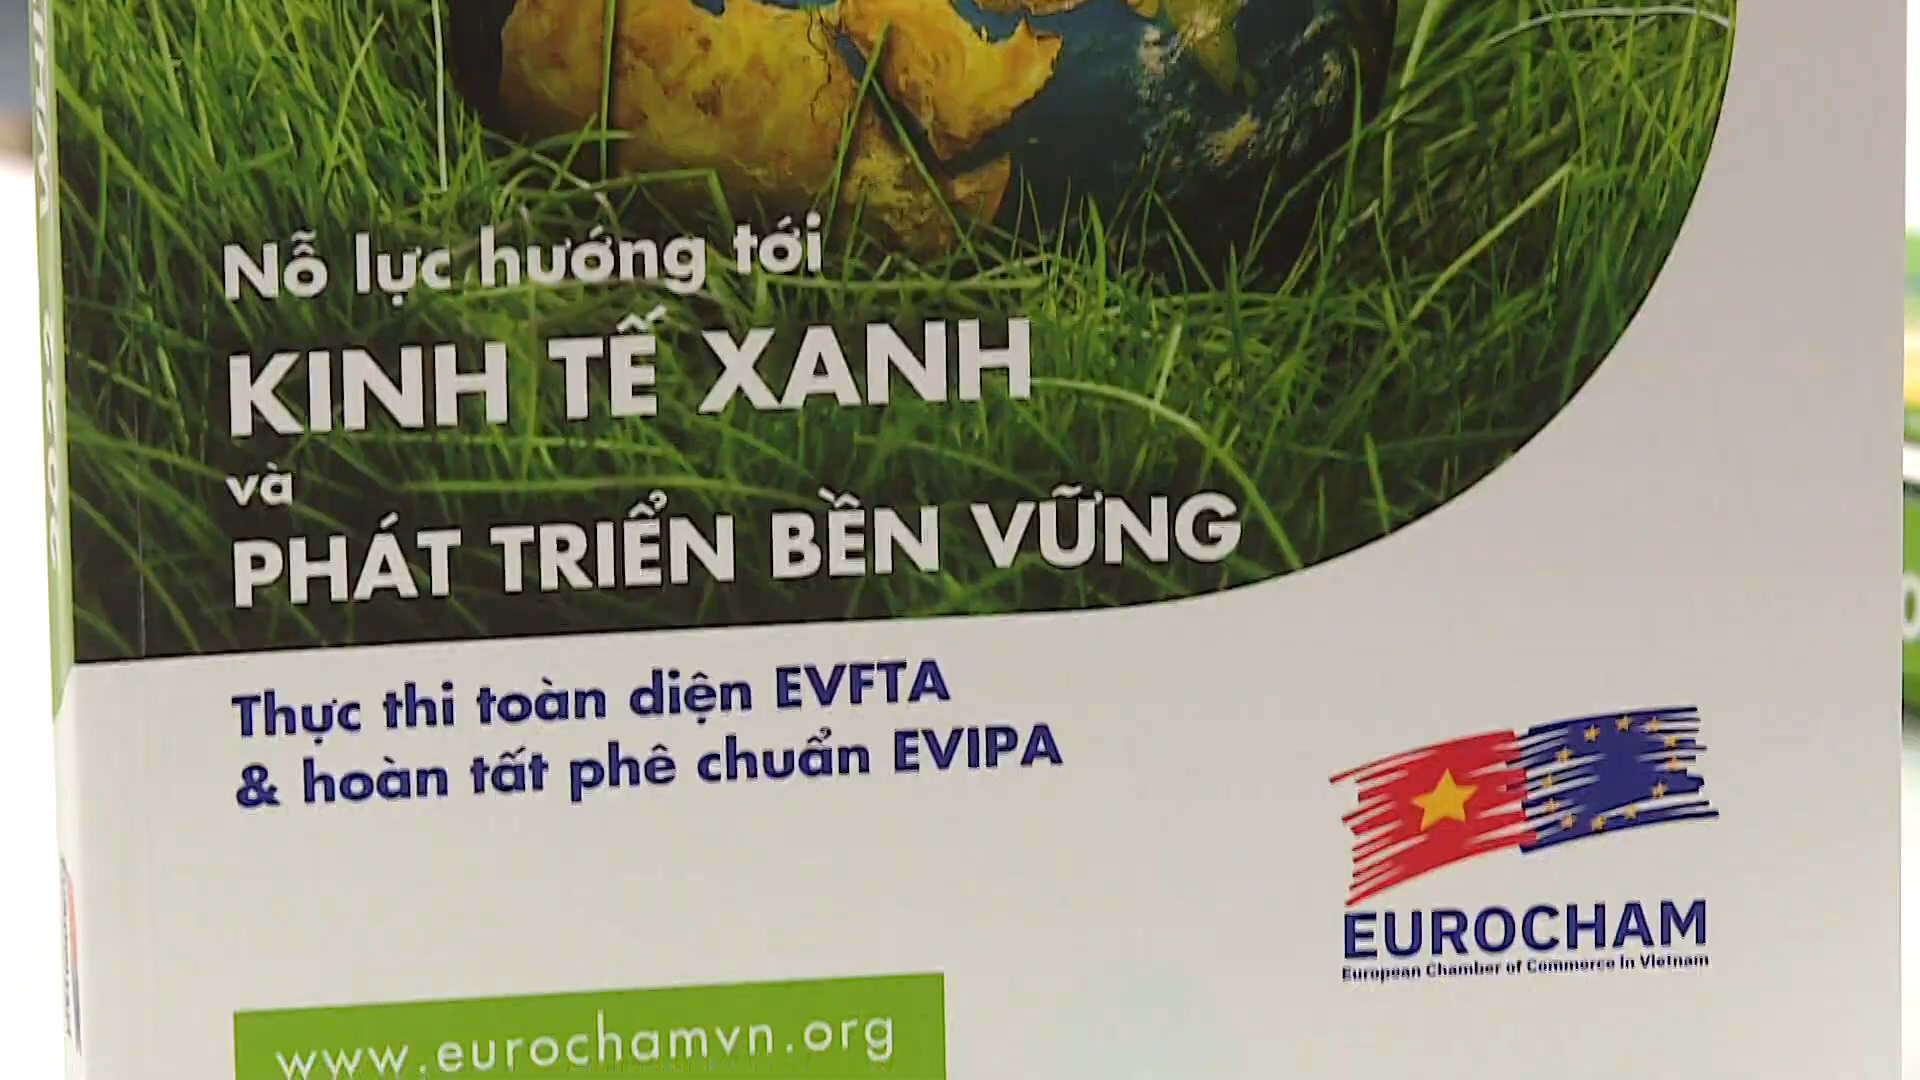 Nỗ lực hướng tới
KINH TẾ XANH
và
PHÁT TRIỂN BỀN VỮNG
Thực thi toàn diện EVFTA
& hoàn tất phê chuẩn EVIPA
EUROCHAM
European Chamber of Commerce in Vietnam
www.eurochamvn.org